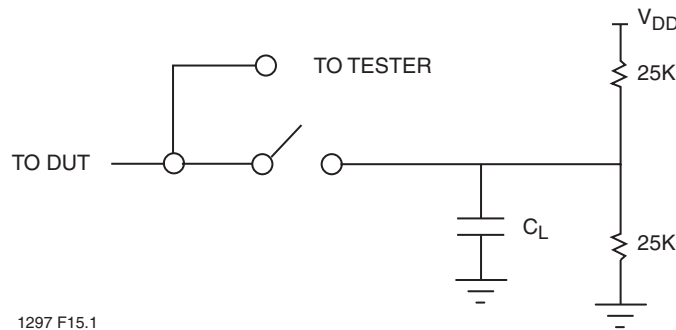 V_DD
25K
TO TESTER
TO DUT
C_L
25K
1297 F15.1